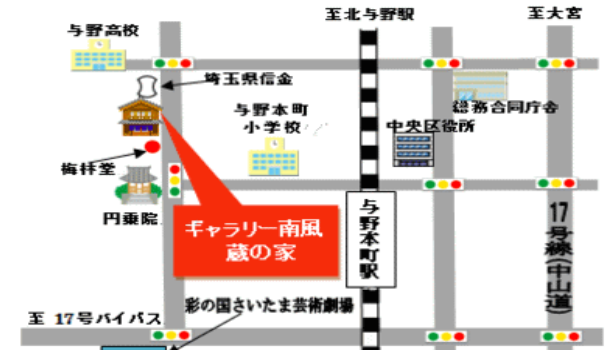 至北与野駅
至大宮
与野高校
埼玉県信金
総務合同庁舎
与野本町
小学校
中央区役所
梅林堂
円乗院
ギャラリー南風
蔵の家
与野本町駅
17号線(中山道)
彩の国さいたま芸術劇場
至 17号バイパス